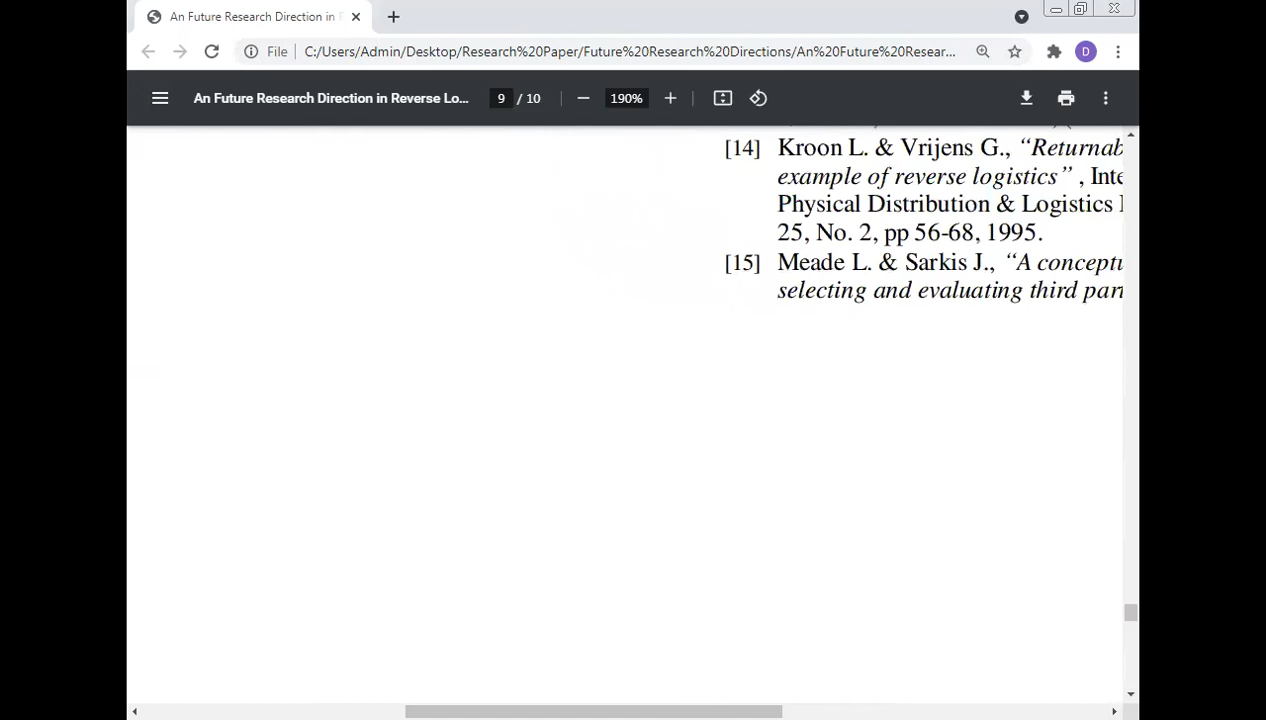 An Future Research Direction in
File C:/Users/Admin/Desktop/Research%20Paper/Future%20Research%20Directions/An%20Future%20Resear...
D
An Future Research Direction in Reverse Lo... 9 / 10 190%
[14] Kroon L. & Vrijens G., “Returnab
example of reverse logistics” , Inte
Physical Distribution & Logistics
25, No. 2, pp 56-68, 1995.
[15] Meade L. & Sarkis J., “A conceptu
selecting and evaluating third part